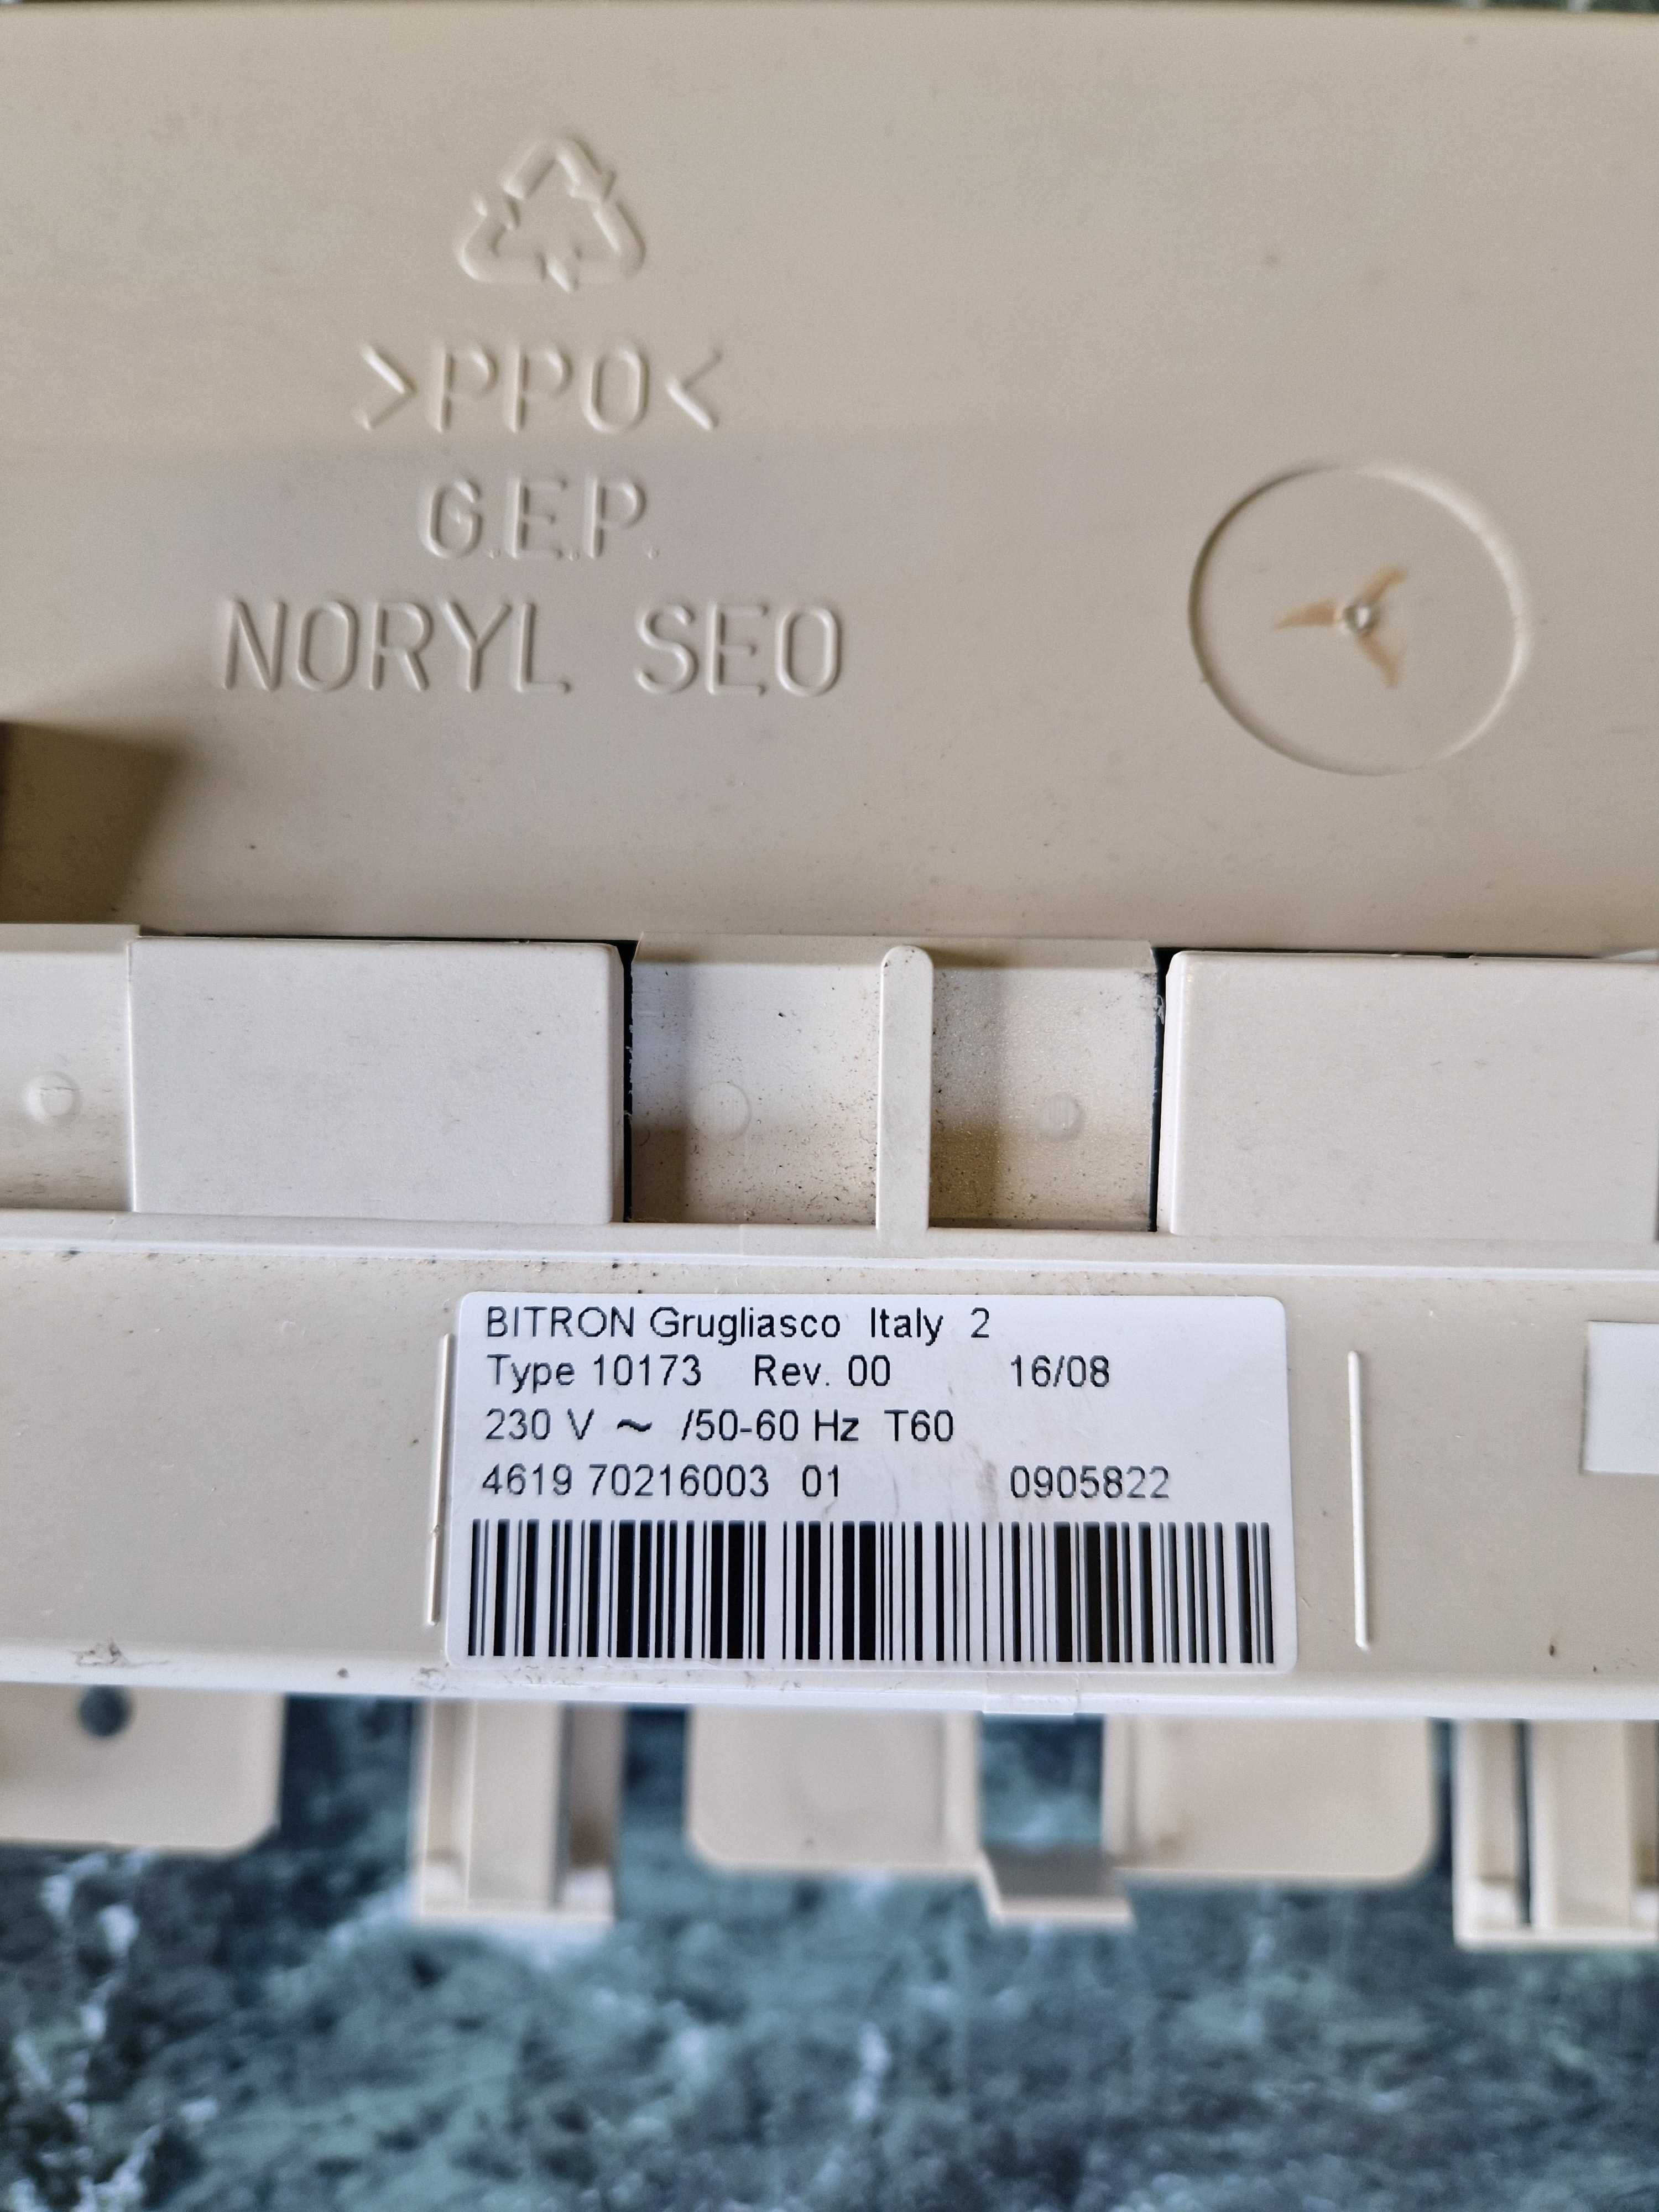 >PPO<
G.E.P.
NORYL SEO
BITRON Grugliasco Italy 2
Type 10173 Rev. 00 16/08
230 V ~ /50-60 Hz T60
4619 70216003 01 0905822